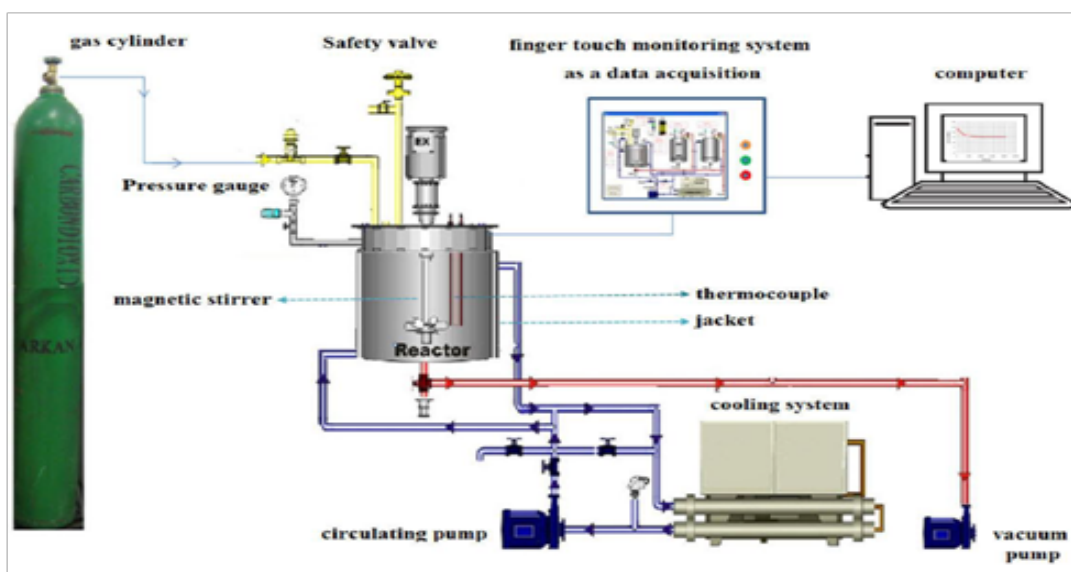 gas cylinder
Safety valve
finger touch monitoring system
as a data acquisition
computer
EX
Pressure gauge
CARBONDIOXID
magnetic stirrer
thermocouple
jacket
ARKAN
Reactor
cooling system
circulating pump
vacuum
pump